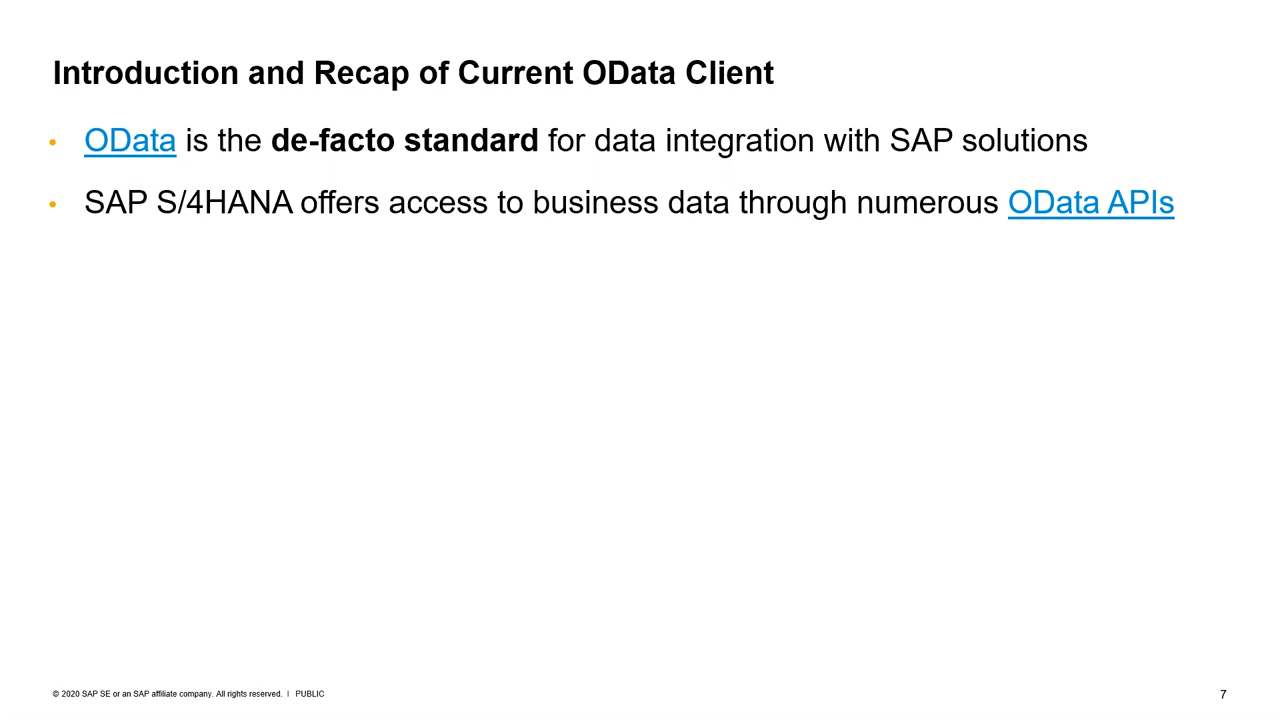 Introduction and Recap of Current OData Client
• OData is the de-facto standard for data integration with SAP solutions
• SAP S/4HANA offers access to business data through numerous OData APIs
© 2020 SAP SE or an SAP affiliate company. All rights reserved. | PUBLIC
7